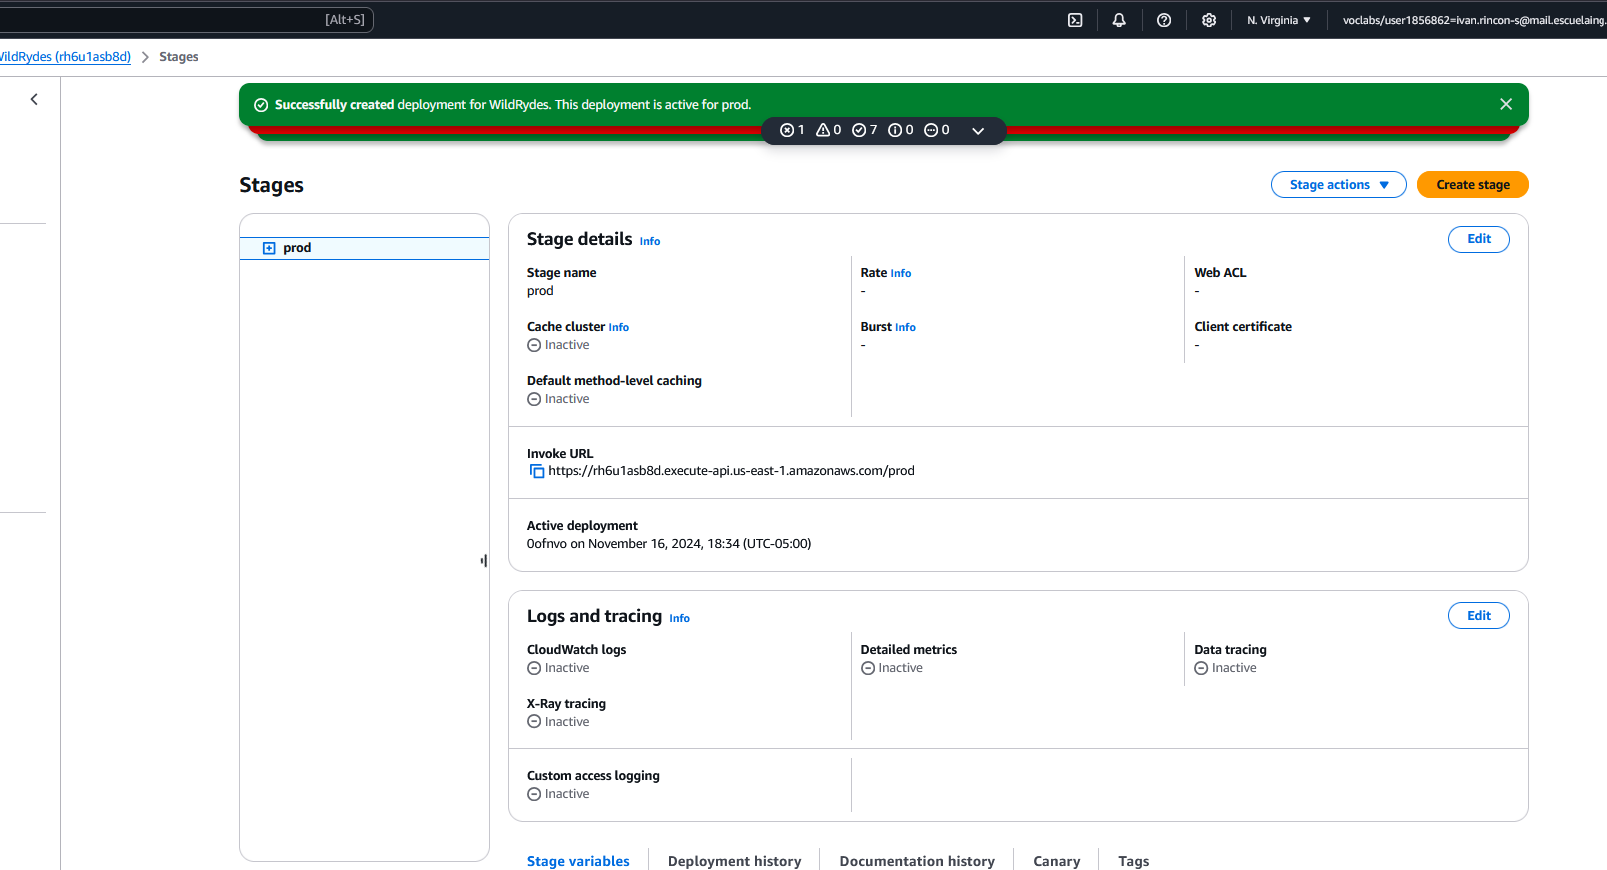 [Alt+S]
N. Virginia
voclabs/user1856862=ivan.rincon-s@mail.escuelaing.
WildRydes (rh6u1asb8d) > Stages
Successfully created deployment for WildRydes. This deployment is active for prod.
1 0 7 0 0
Stages
Stage actions
Create stage
prod
Stage details Info
Edit
Stage name
prod
Rate Info
-
Web ACL
-
Cache cluster Info
Inactive
Burst Info
-
Client certificate
-
Default method-level caching
Inactive
Invoke URL
https://rh6u1asb8d.execute-api.us-east-1.amazonaws.com/prod
Active deployment
0ofnvo on November 16, 2024, 18:34 (UTC-05:00)
Logs and tracing Info
Edit
CloudWatch logs
Inactive
Detailed metrics
Inactive
Data tracing
Inactive
X-Ray tracing
Inactive
Custom access logging
Inactive
Stage variables
Deployment history
Documentation history
Canary
Tags